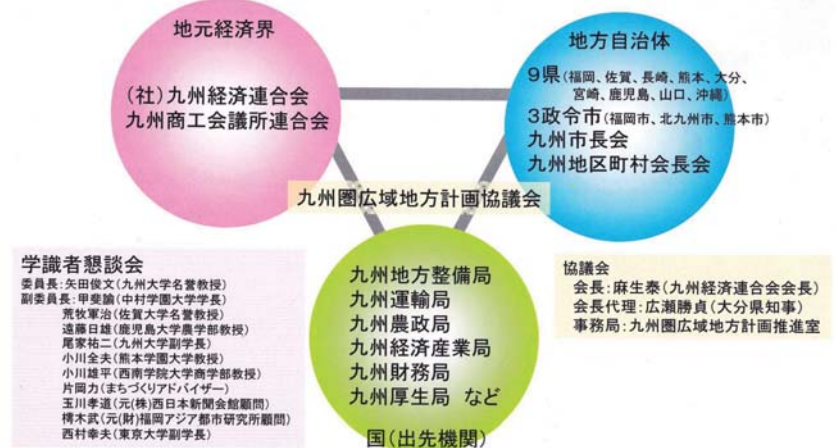 地元経済界
(社)九州経済連合会
九州商工会議所連合会
地方自治体
9県(福岡、佐賀、長崎、熊本、大分、
宮崎、鹿児島、山口、沖縄)
3政令市(福岡市、北九州市、熊本市)
九州市長会
九州地区町村会長会
九州圏広域地方計画協議会
学識者懇談会
委員長:矢田俊文(九州大学名誉教授)
副委員長:甲斐諭(中村学園大学学長)
荒牧軍治(佐賀大学名誉教授)
遠藤日雄(鹿児島大学農学部教授)
尾家祐二(九州大学副学長)
小川全夫(熊本学園大学教授)
小川雄平(西南学院大学商学部教授)
片岡力(まちづくりアドバイザー)
玉川孝道(元(株)西日本新聞会館顧問)
樗木武(元(財)福岡アジア都市研究所顧問)
西村幸夫(東京大学副学長)
九州地方整備局
九州運輸局
九州農政局
九州経済産業局
九州財務局
九州厚生局 など
国(出先機関)
協議会
会長:麻生泰(九州経済連合会会長)
会長代理:広瀬勝貞(大分県知事)
事務局:九州圏広域地方計画推進室